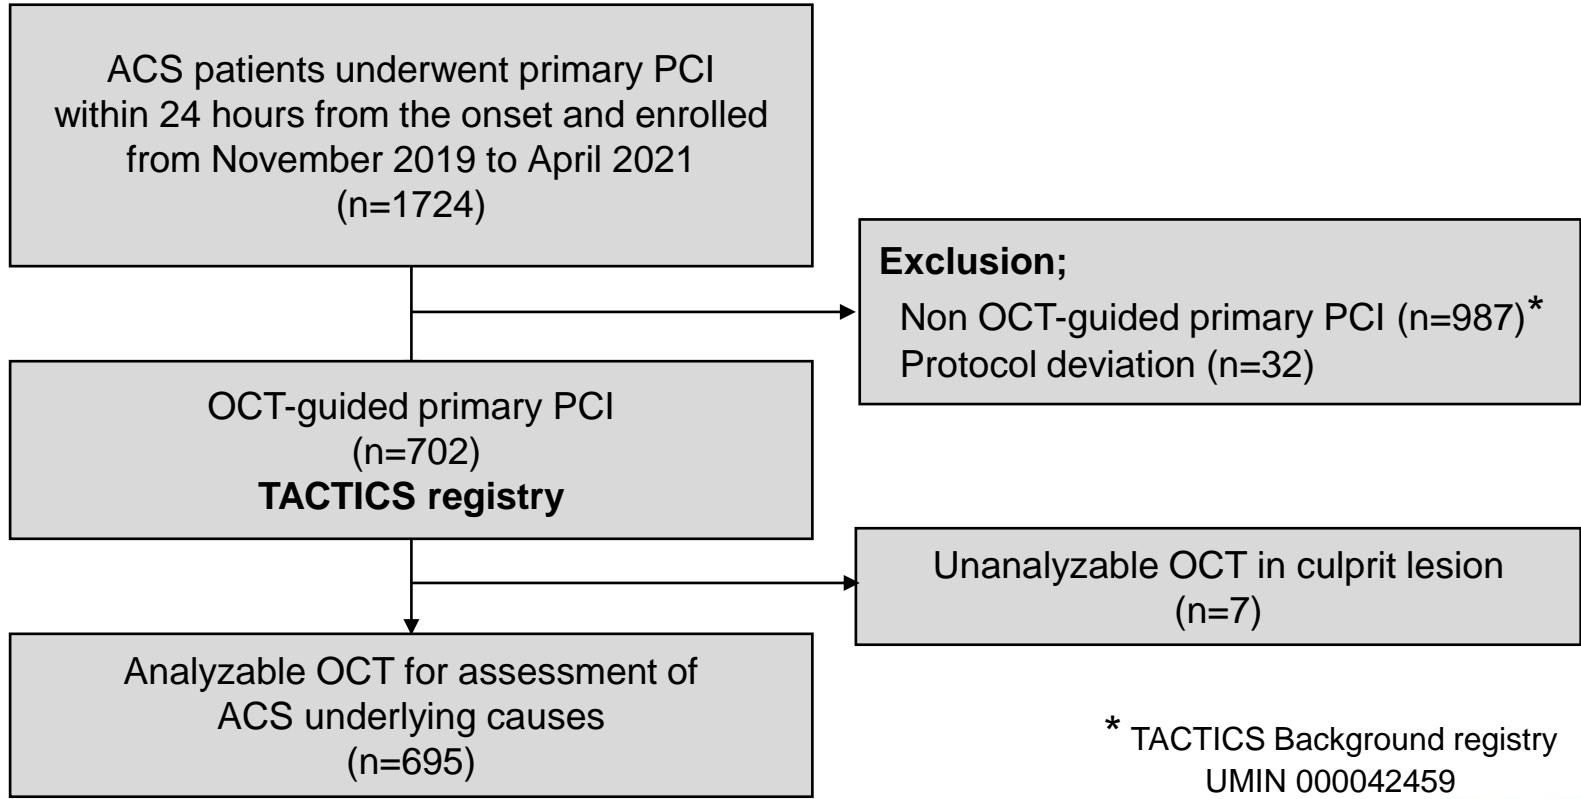 ACS patients underwent primary PCI
within 24 hours from the onset and enrolled
from November 2019 to April 2021
(n=1724)
Exclusion;
Non OCT-guided primary PCI (n=987)*
Protocol deviation (n=32)
OCT-guided primary PCI
(n=702)
TACTICS registry
Unanalyzable OCT in culprit lesion
(n=7)
Analyzable OCT for assessment of
ACS underlying causes
(n=695)
* TACTICS Background registry
UMIN 000042459